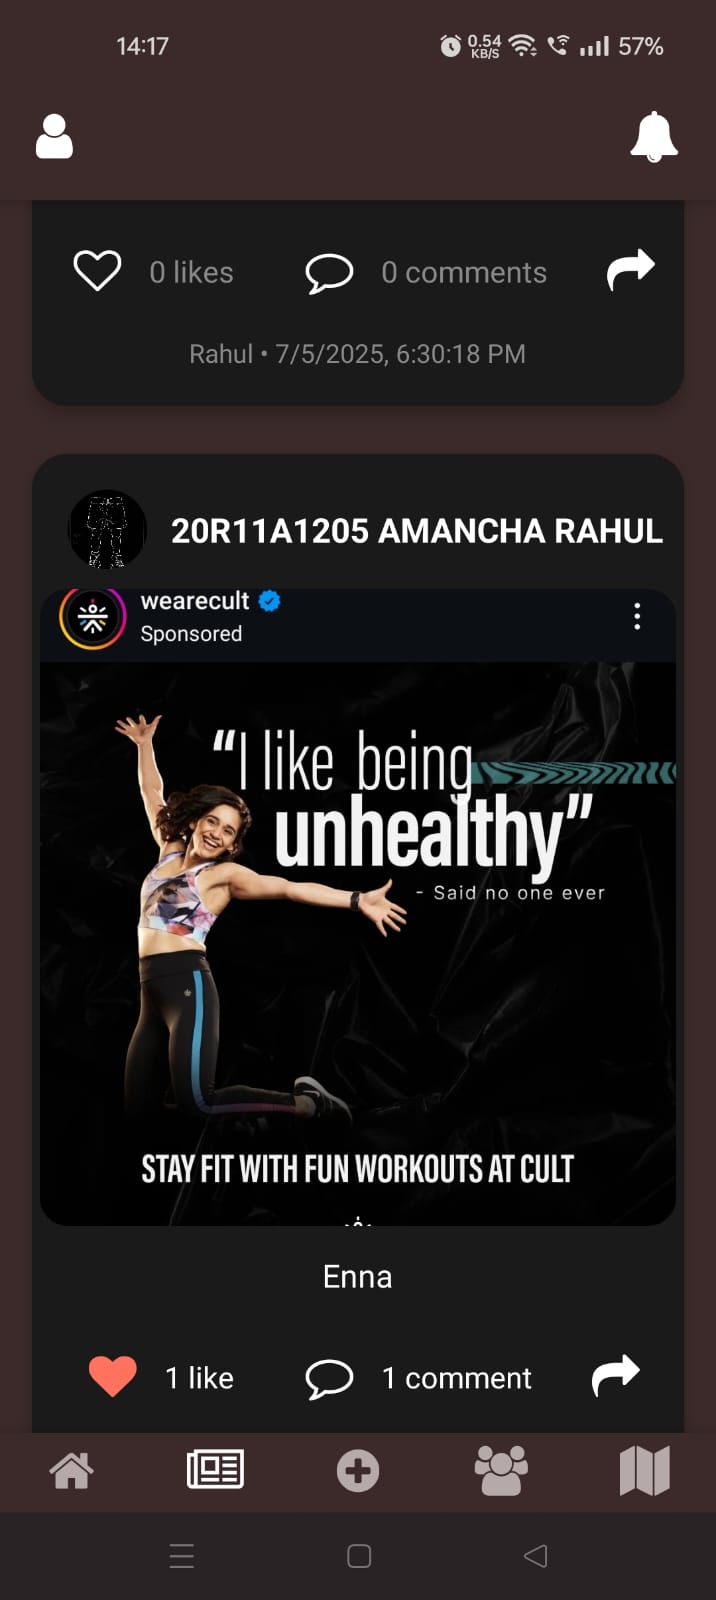 14:17
0.54
KB/S
57%
0 likes
0 comments
Rahul • 7/5/2025, 6:30:18 PM
20R11A1205 AMANCHA RAHUL
wearecult
Sponsored
“I like being
unhealthy”
- Said no one ever
STAY FIT WITH FUN WORKOUTS AT CULT
Enna
1 like
1 comment